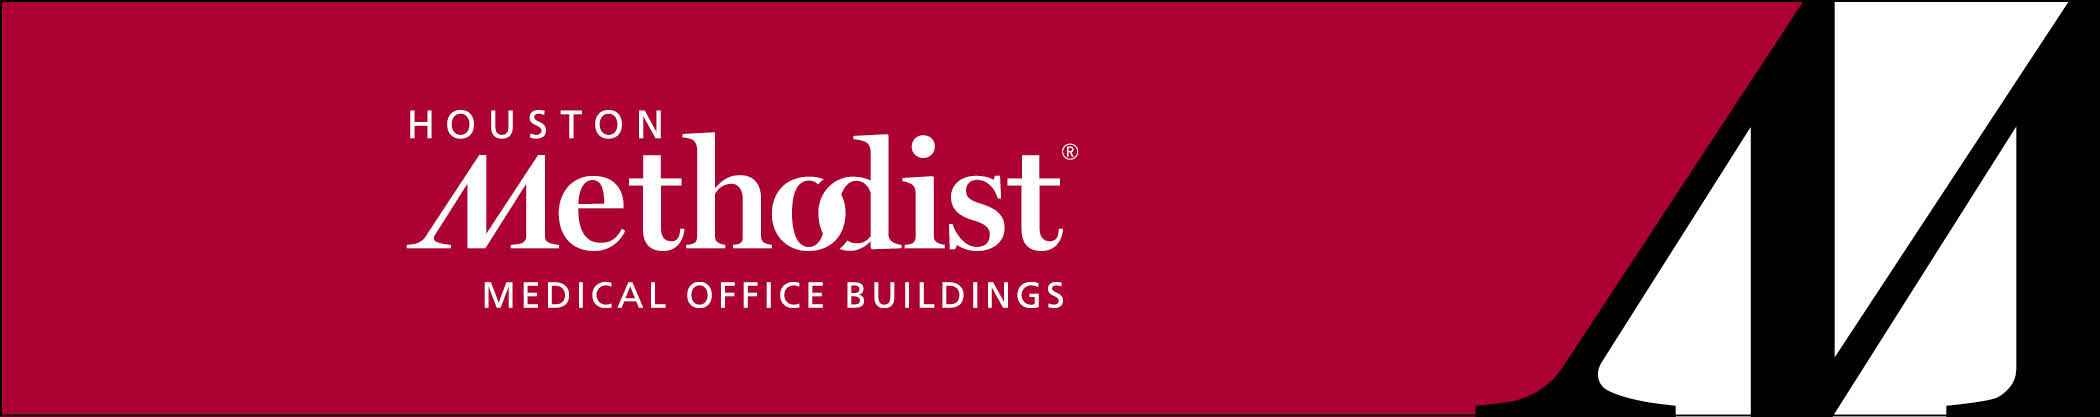 HOUSTON
Methodist®
MEDICAL OFFICE BUILDINGS
M